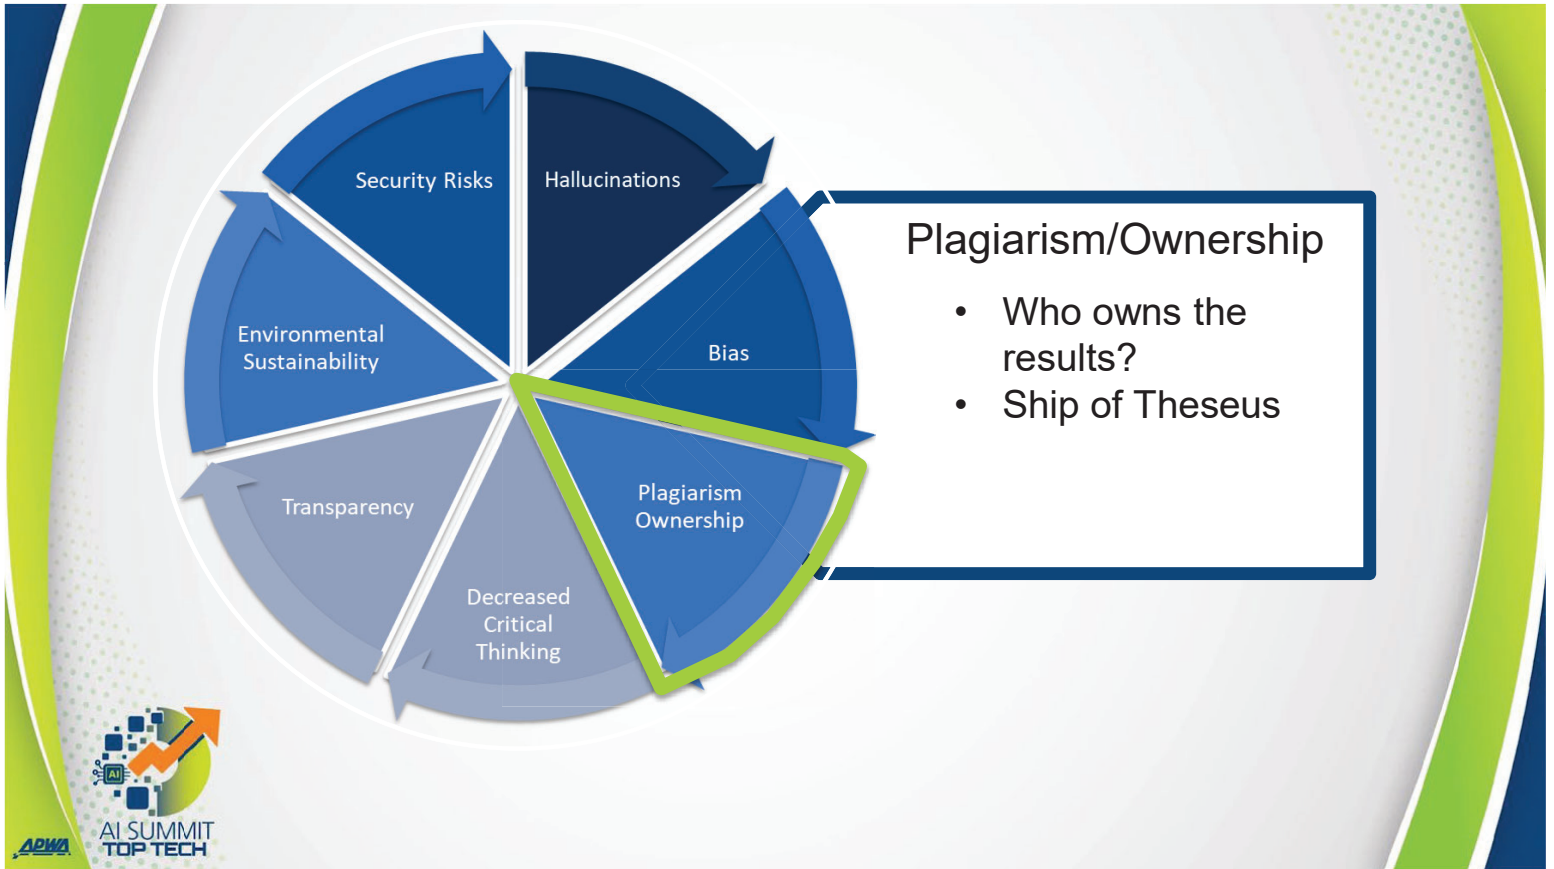 Security Risks
Hallucinations
Environmental
Sustainability
Bias
Transparency
Plagiarism
Ownership
Decreased
Critical
Thinking
Plagiarism/Ownership
• Who owns the
results?
• Ship of Theseus
AI
AI SUMMIT
TOP TECH
APWA